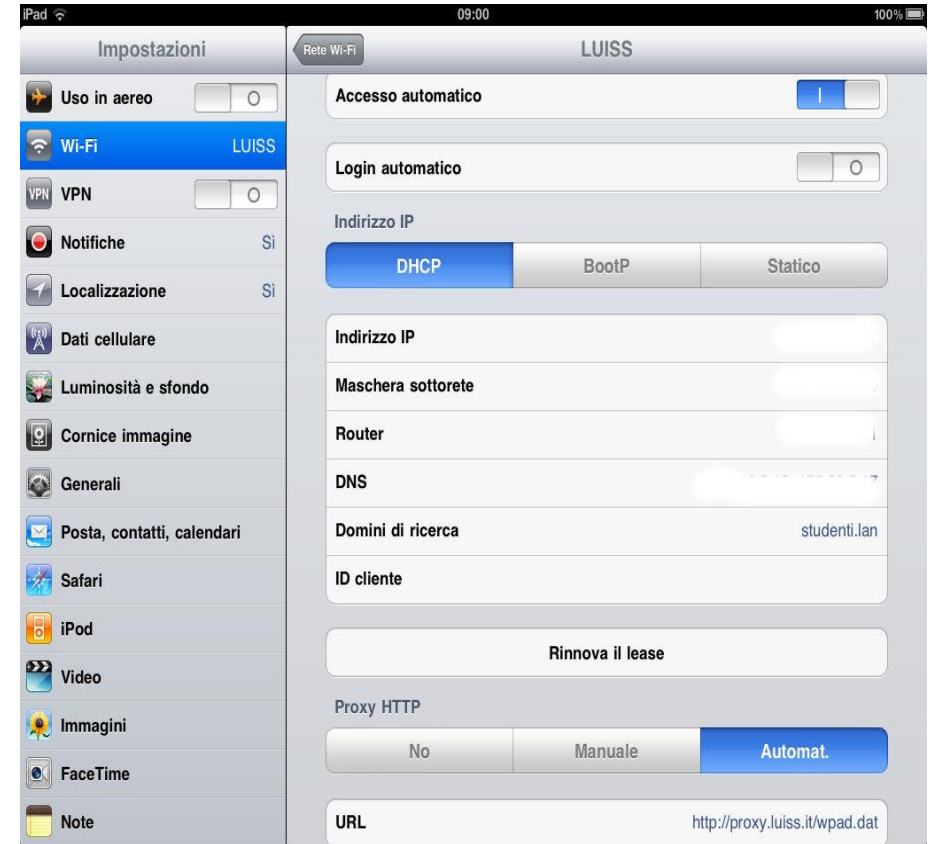 iPad 09:00 100%
Impostazioni
Rete Wi-Fi LUISS
Uso in aereo O
Wi-Fi LUISS
VPN VPN O
Notifiche Sì
Localizzazione Sì
Dati cellulare
Luminosità e sfondo
Cornice immagine
Generali
Posta, contatti, calendari
Safari
iPod
Video
Immagini
FaceTime
Note
Accesso automatico I
Login automatico O
Indirizzo IP
DHCP BootP Statico
Indirizzo IP
Maschera sottorete
Router
DNS
Domini di ricerca studenti.lan
ID cliente
Rinnova il lease
Proxy HTTP
No Manuale Automat.
URL http://proxy.luiss.it/wpad.dat